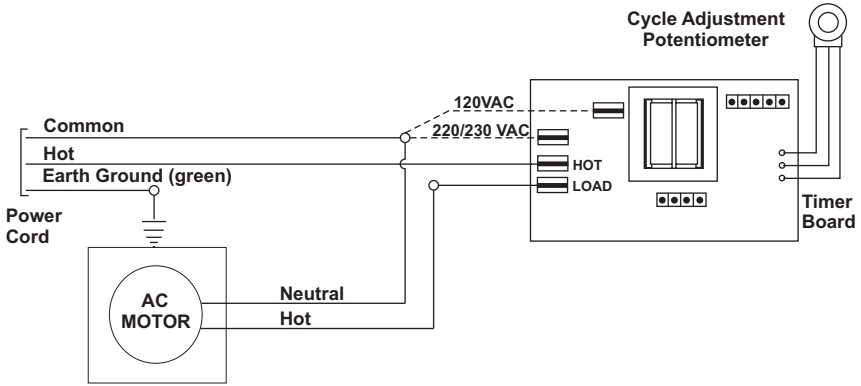 Cycle Adjustment
Potentiometer
120VAC
220/230 VAC
Common
Hot
HOT
Earth Ground (green)
LOAD
Power
Cord
Timer
Board
AC
MOTOR
Neutral
Hot